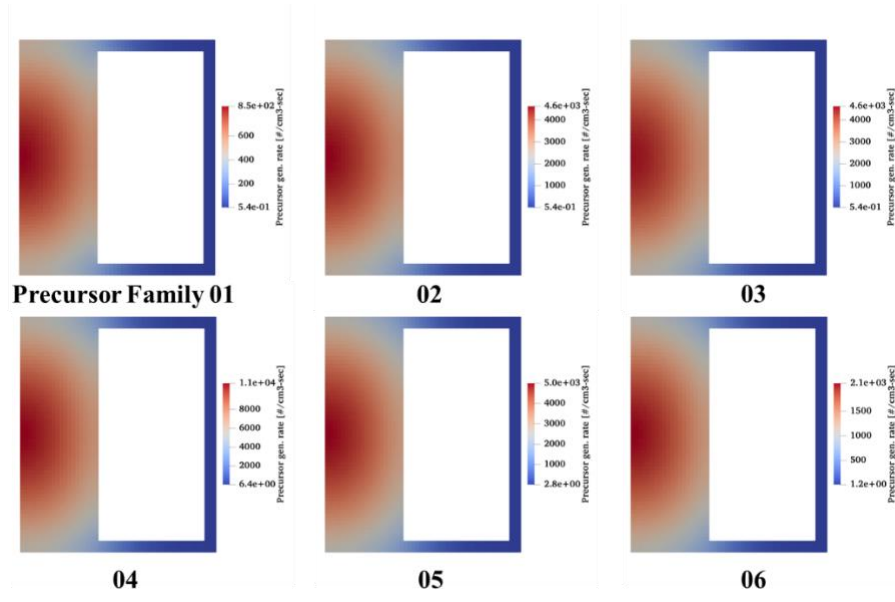 8.5e+02
600
400
200
5.4e-01
Precursor gen. rate [#/cm3-sec]
4.6e+03
4000
3000
2000
1000
5.4e-01
Precursor gen. rate [#/cm3-sec]
4.6e+03
4000
3000
2000
1000
5.4e-01
Precursor gen. rate [#/cm3-sec]
Precursor Family 01
02
03
1.1e+04
8000
6000
4000
2000
6.4e+00
Precursor gen. rate [#/cm3-sec]
5.0e+03
4000
3000
2000
1000
2.8e+00
Precursor gen. rate [#/cm3-sec]
2.1e+03
1500
1000
500
1.2e+00
Precursor gen. rate [#/cm3-sec]
04
05
06